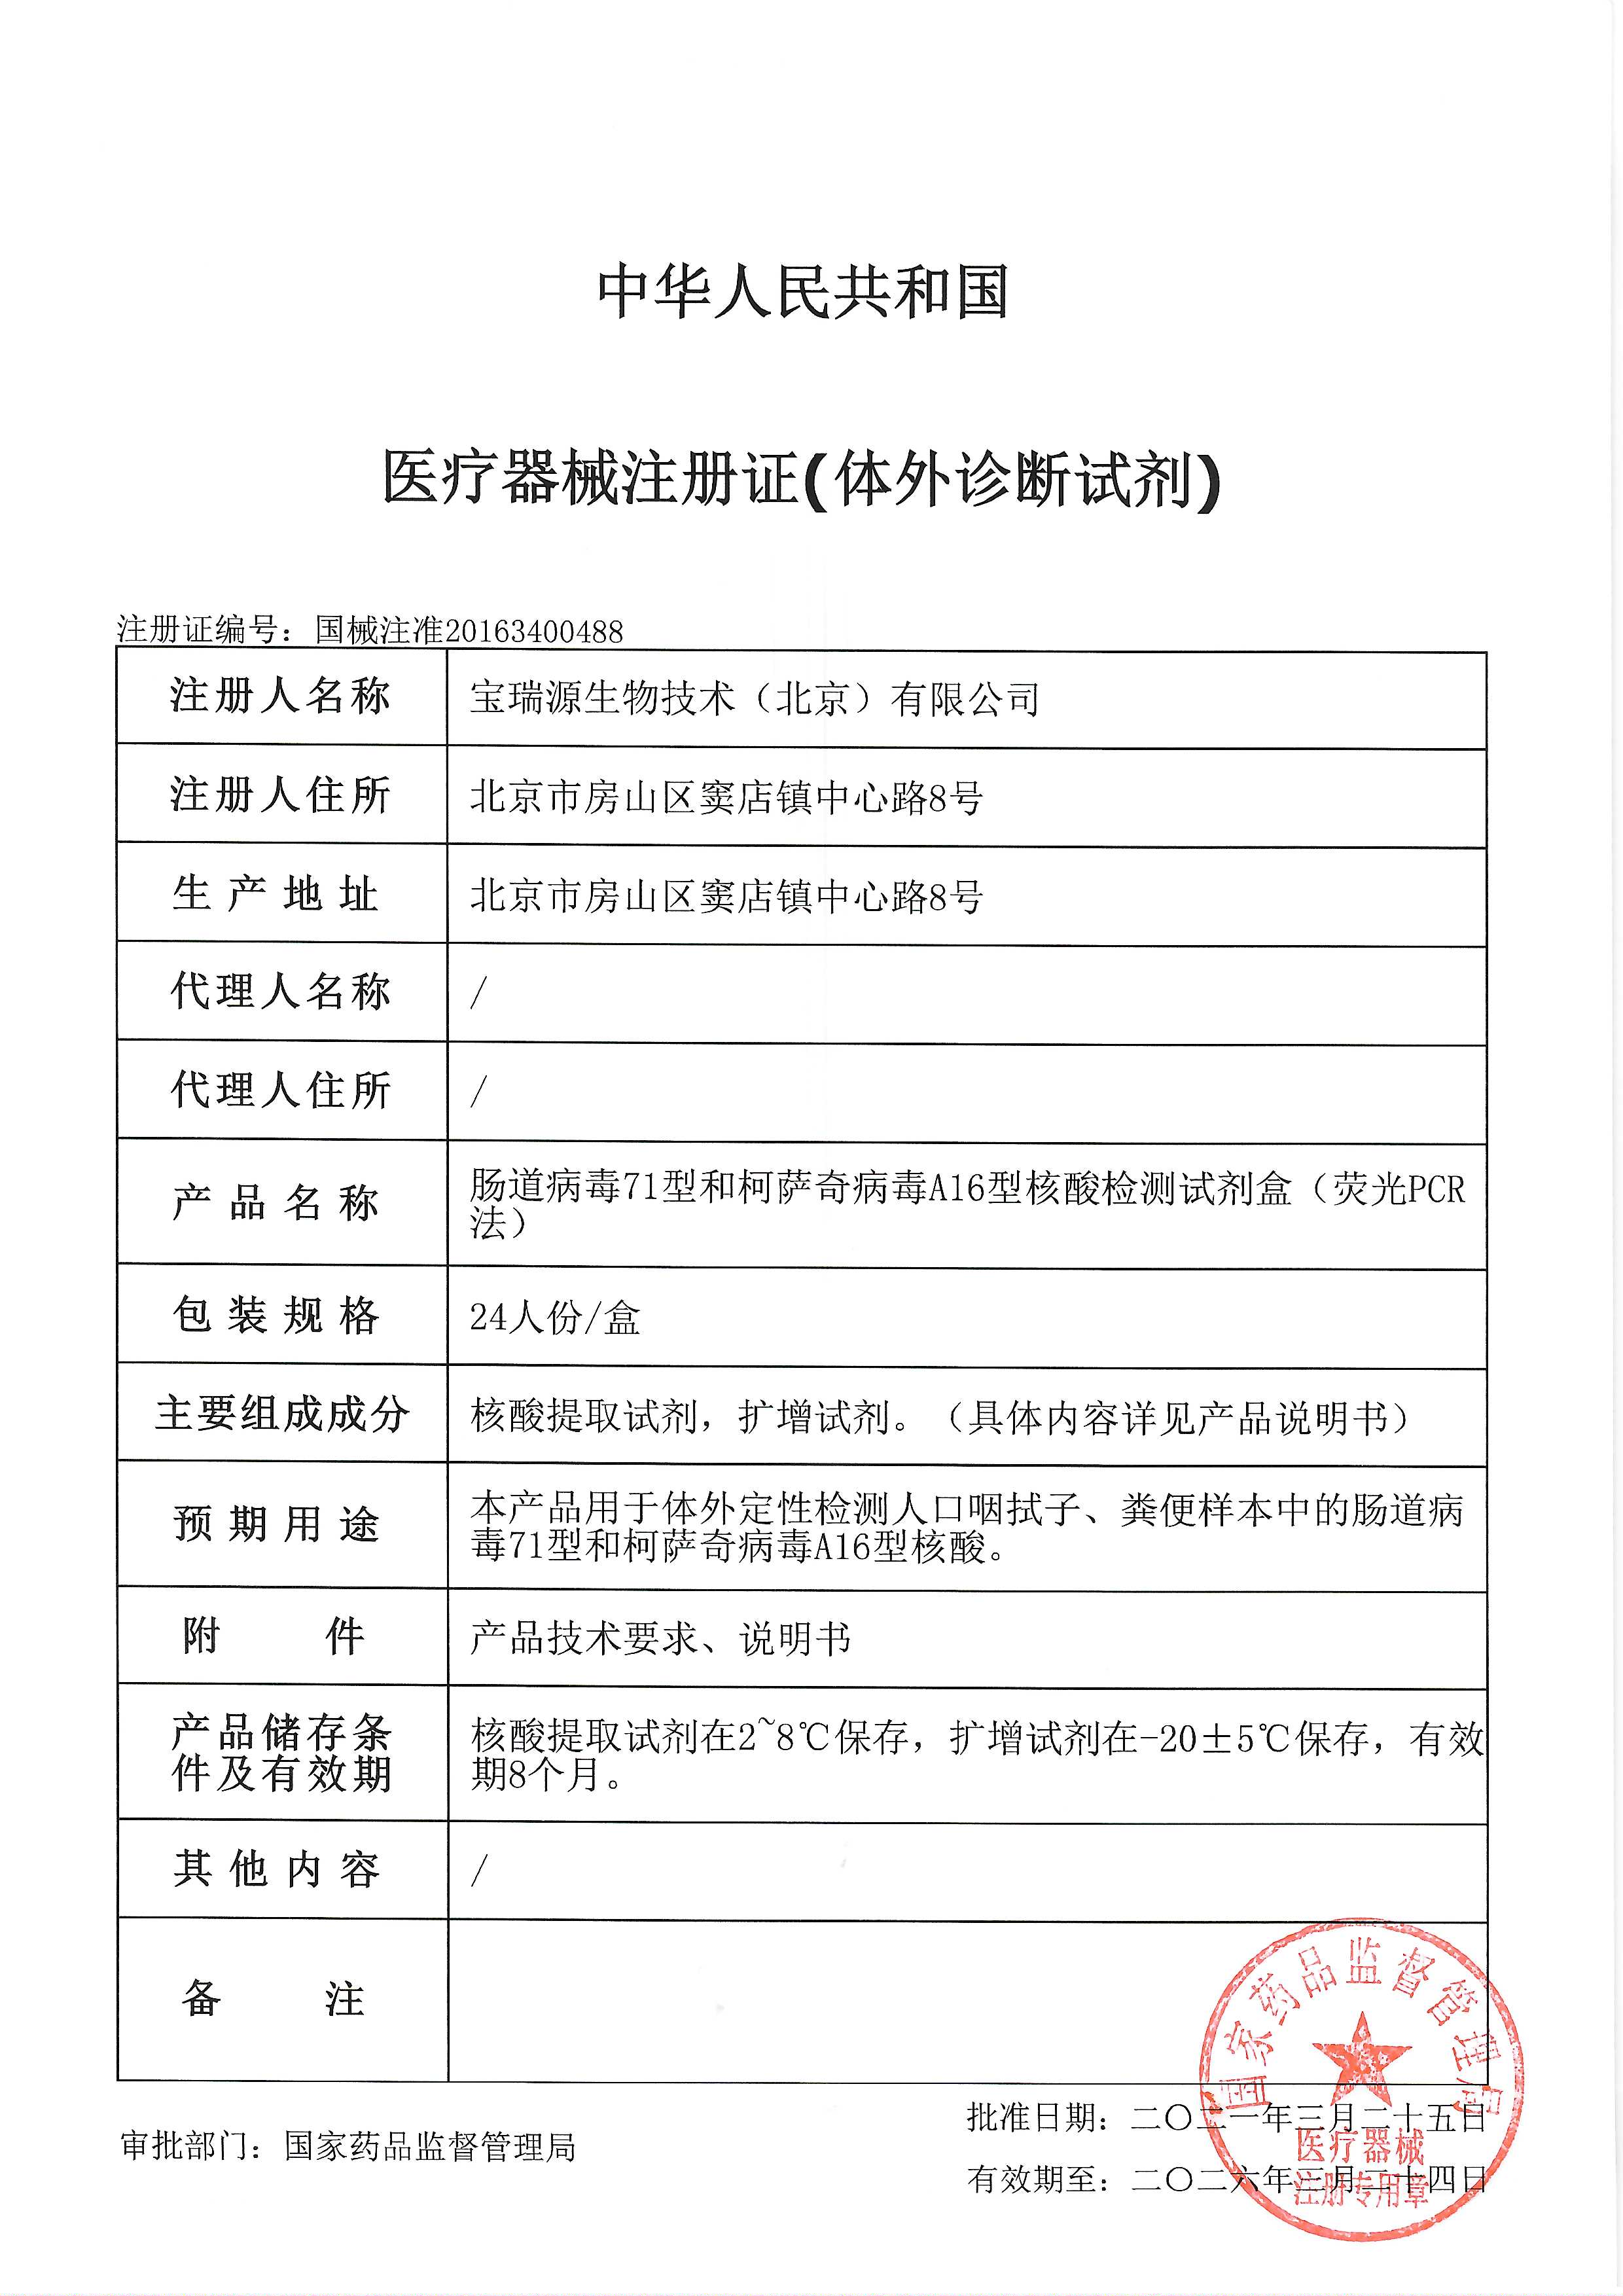 中华人民共和国
医疗器械注册证(体外诊断试剂)
注册证编号：国械注准20163400488
注册人名称
宝瑞源生物技术（北京）有限公司
注册人住所
北京市房山区窦店镇中心路8号
生产地址
北京市房山区窦店镇中心路8号
代理人名称
/
代理人住所
/
产品名称
肠道病毒71型和柯萨奇病毒A16型核酸检测试剂盒（荧光PCR
法）
包装规格
24人份/盒
主要组成成分
核酸提取试剂，扩增试剂。（具体内容详见产品说明书）
预期用途
本产品用于体外定性检测人口咽拭子、粪便样本中的肠道病
毒71型和柯萨奇病毒A16型核酸。
附件
产品技术要求、说明书
产品储存条
件及有效期
核酸提取试剂在2~8℃保存，扩增试剂在-20±5℃保存，有效
期8个月。
其他内容
/
备注
审批部门：国家药品监督管理局
批准日期：二〇二一年三月二十五日
有效期至：二〇二六年三月二十四日
国家药品监督管理局
医疗器械
注册专用章